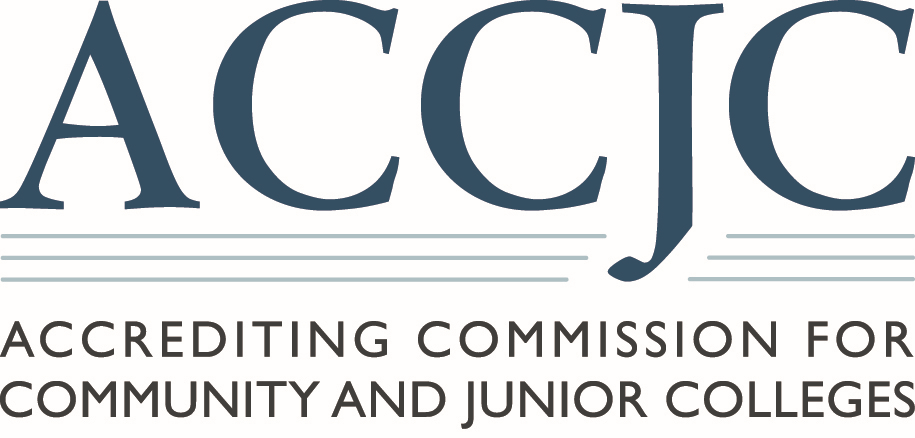 ACCJC
ACCREDITING COMMISSION FOR
COMMUNITY AND JUNIOR COLLEGES